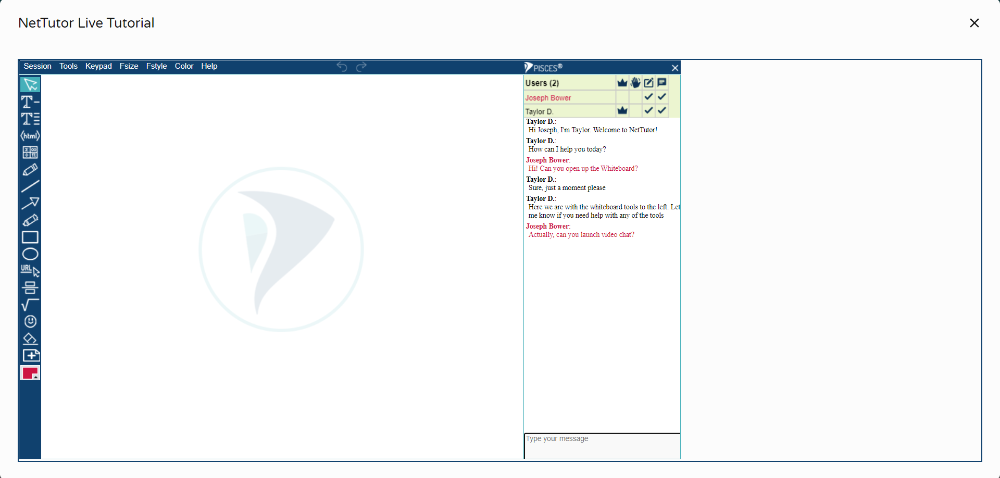 NetTutor Live Tutorial
Session Tools Keypad Fsize Fstyle Color Help
PISCES®
Users (2)
Joseph Bower
Taylor D.
Taylor D.:
Hi Joseph, I'm Taylor. Welcome to NetTutor!
Taylor D.:
How can I help you today?
Joseph Bower:
Hi! Can you open up the Whiteboard?
Taylor D.:
Sure, just a moment please
Taylor D.:
Here we are with the whiteboard tools to the left. Let
me know if you need help with any of the tools
Joseph Bower:
Actually, can you launch video chat?
Type your message
T
T
<html>
Σ ∞
÷ π
URL